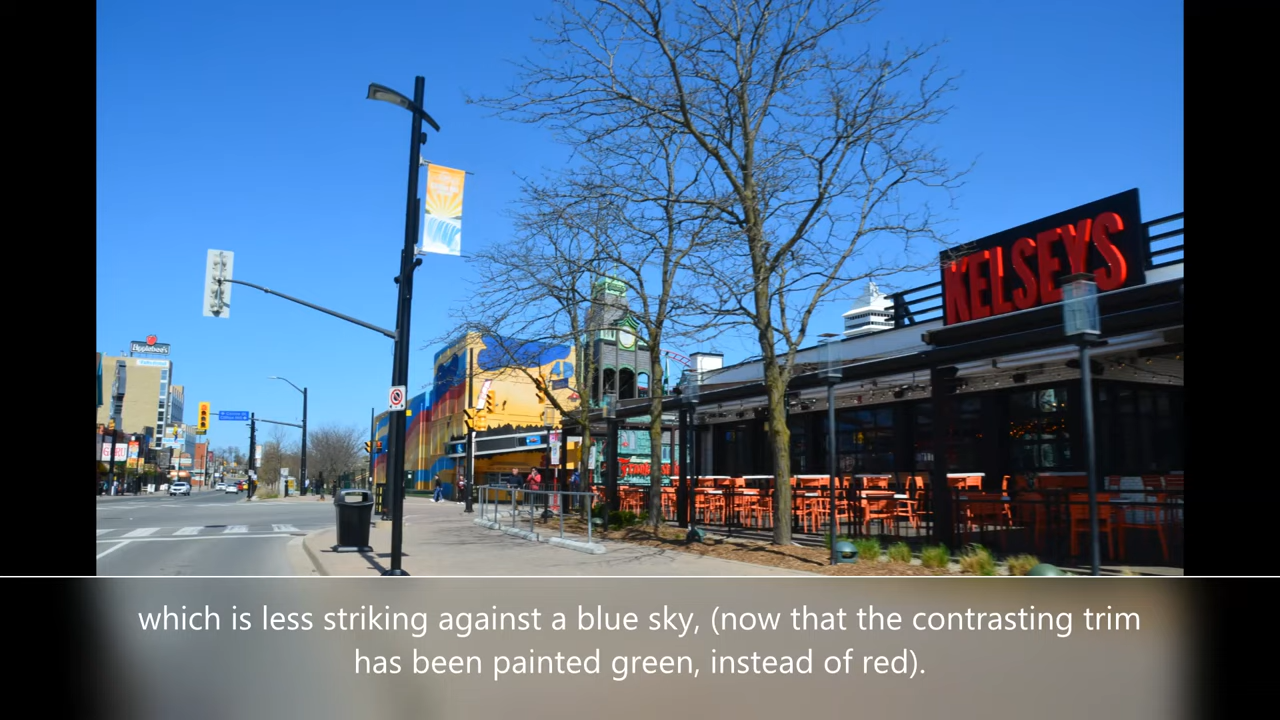 Applebee's
KELSEYS
which is less striking against a blue sky, (now that the contrasting trim
has been painted green, instead of red).